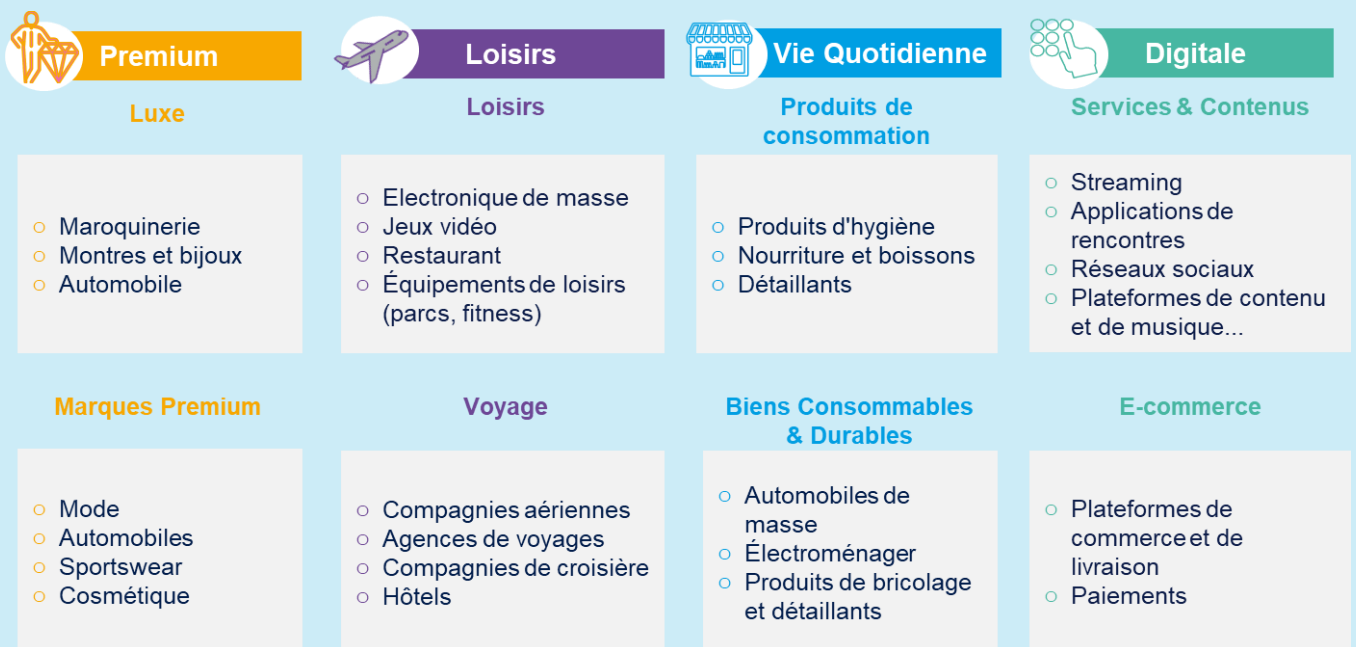 Premium
Luxe
Maroquinerie
Montres et bijoux
Automobile
Marques Premium
Mode
Automobiles
Sportswear
Cosmétique
Loisirs
Loisirs
Electronique de masse
Jeux vidéo
Restaurant
Équipements de loisirs
(parcs, fitness)
Voyage
Compagnies aériennes
Agences de voyages
Compagnies de croisière
Hôtels
Vie Quotidienne
Produits de
consommation
Produits d'hygiène
Nourriture et boissons
Détaillants
Biens Consommables
& Durables
Automobiles de
masse
Électroménager
Produits de bricolage
et détaillants
Digitale
Services & Contenus
Streaming
Applications de
rencontres
Réseaux sociaux
Plateformes de contenu
et de musique...
E-commerce
Plateformes de
commerce et de
livraison
Paiements